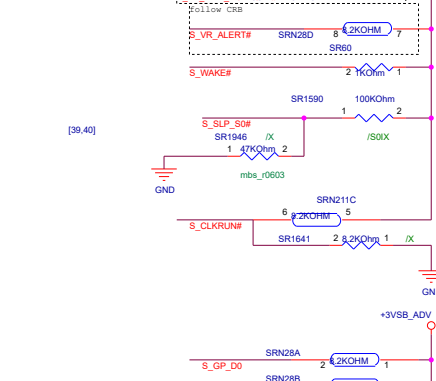 follow CRB
S_VR_ALERT# SRN28D 8 8.2KOHM 7
SR60
S_WAKE# 2 1KOhm 1
SR1590 100KOhm
S_SLP_S0# 1 2
[39,40] SR1946 /X /S0IX
1 47KOhm 2
mbs_r0603
GND
SRN211C
S_CLKRUN# 6 8.2KOHM 5
SR1641 2 8.2KOhm 1 /X
GN
+3VSB_ADV
SRN28A
S_GP_D0 2 8.2KOHM 1
SRN28B